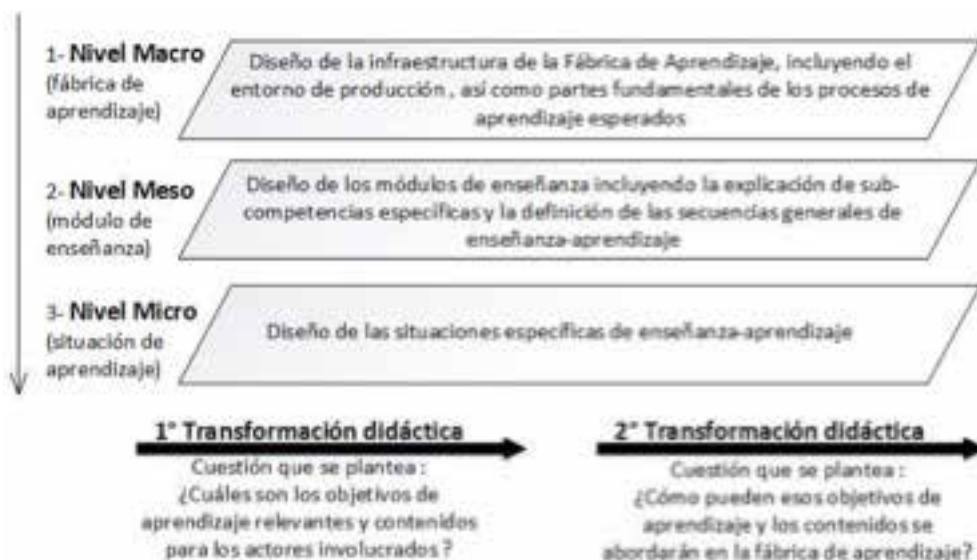 1- Nivel Macro
(fábrica de
aprendizaje)
Diseño de la infraestructura de la Fábrica de Aprendizaje, incluyendo el
entorno de producción , así como partes fundamentales de los procesos de
aprendizaje esperados
2- Nivel Meso
(módulo de
enseñanza)
Diseño de los módulos de enseñanza incluyendo la explicación de sub-
competencias específicas y la definición de las secuencias generales de
enseñanza-aprendizaje
3- Nivel Micro
(situación de
aprendizaje)
Diseño de las situaciones específicas de enseñanza-aprendizaje
1° Transformación didáctica
Cuestión que se plantea :
¿Cuáles son los objetivos de
aprendizaje relevantes y contenidos
para los actores involucrados ?
2° Transformación didáctica
Cuestión que se plantea :
¿Cómo pueden esos objetivos de
aprendizaje y los contenidos se
abordarán en la fábrica de aprendizaje?